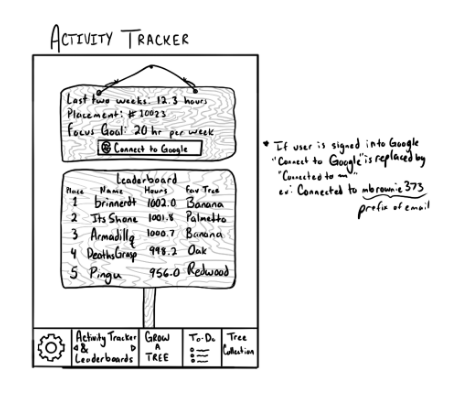 ACTIVITY TRACKER
Last two weeks: 12.3 hours
Placement: #10023
Focus Goal: 20 hr per week
Connect to Google
Leaderboard
Place Name Hours Fav Tree
1 brinnerdt 1002.0 Banana
2 Its Shane 1001.8 Palmetto
3 Armadillq 1000.7 Banana
4 DeathsGrasp 998.2 Oak
5 Pingu 956.0 Redwood
* If user is signed into Google
"Connect to Google" is replaced by
"Connected to
ex: Connected to mbrownie373
prefix of email
Activity Tracker
&
Leaderboards
GROW
A
TREE
To-Do
Tree
Collection